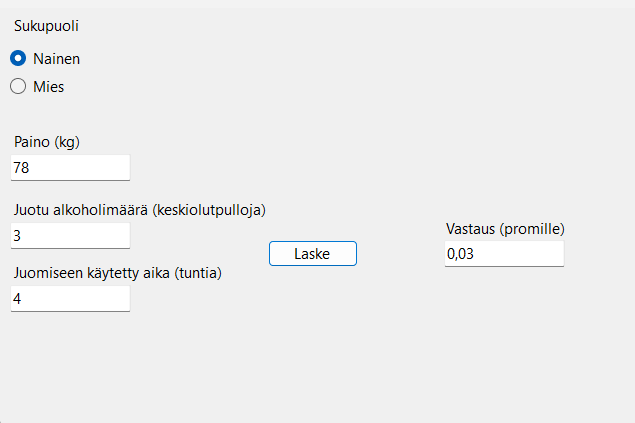 Sukupuoli
Nainen
Mies
Paino (kg)
78
Juotu alkoholimäärä (keskiolutpulloja)
3
Juomiseen käytetty aika (tuntia)
4
Laske
Vastaus (promille)
0,03